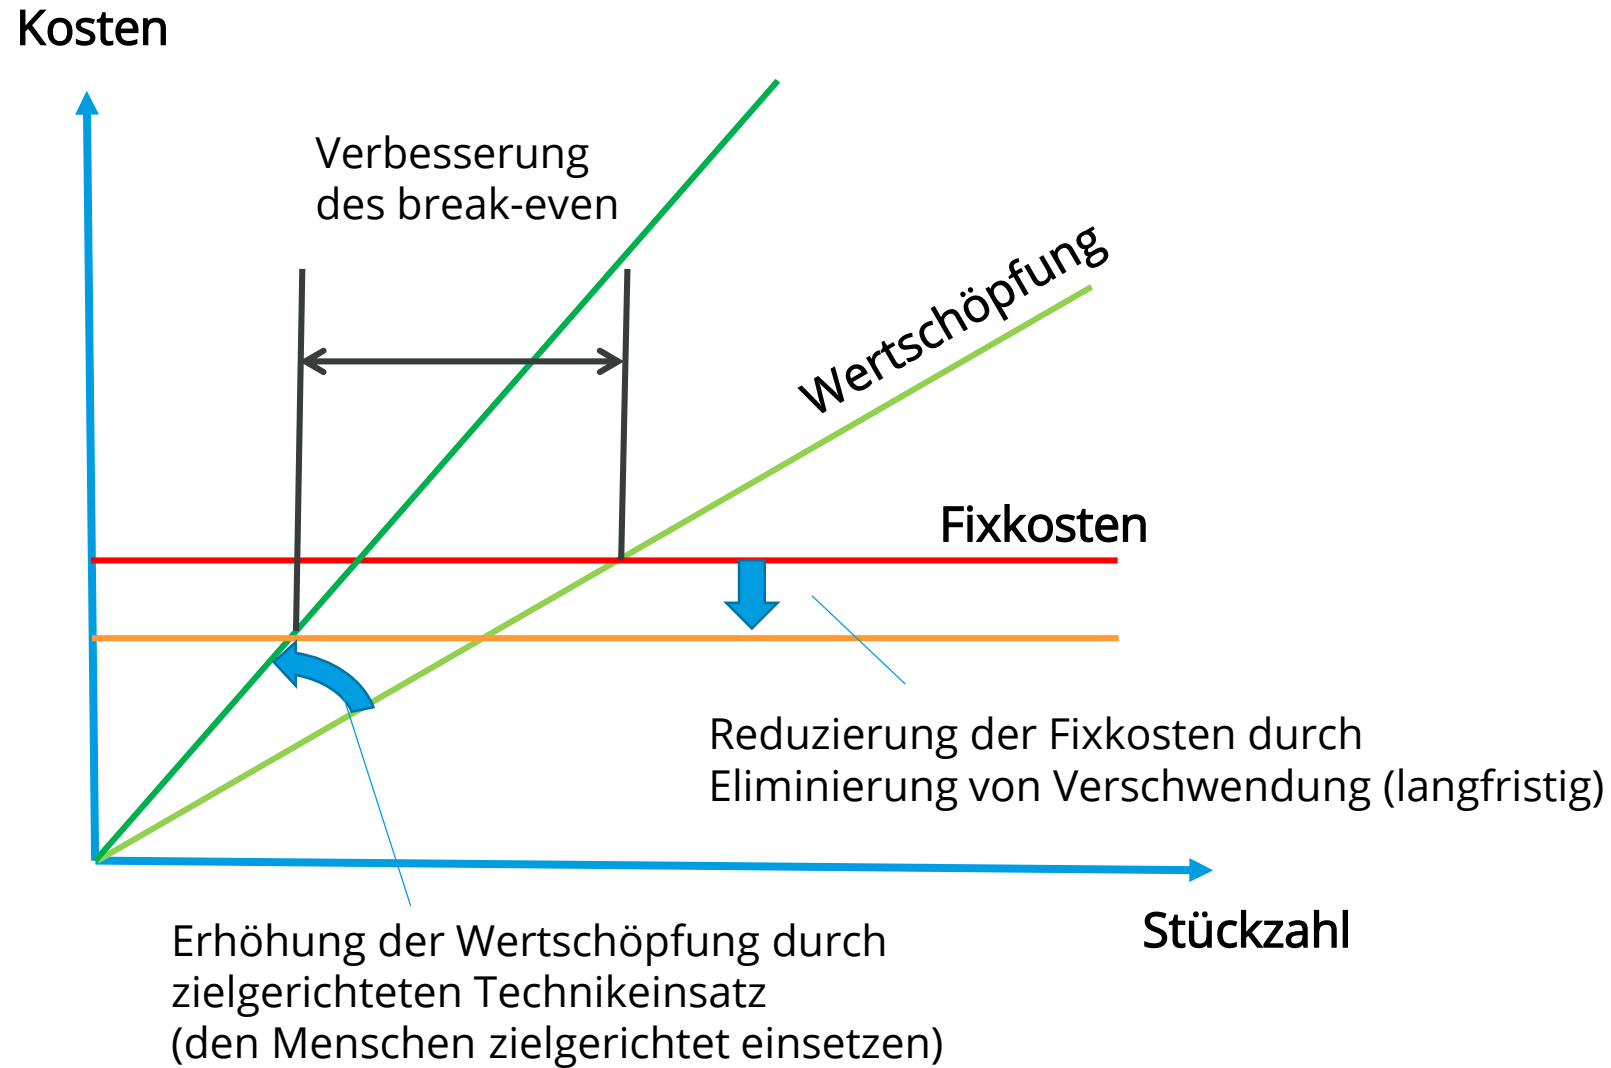 Kosten
Verbesserung
des break-even
Wertschöpfung
Fixkosten
Reduzierung der Fixkosten durch
Eliminierung von Verschwendung (langfristig)
Stückzahl
Erhöhung der Wertschöpfung durch
zielgerichteten Technikeinsatz
(den Menschen zielgerichtet einsetzen)